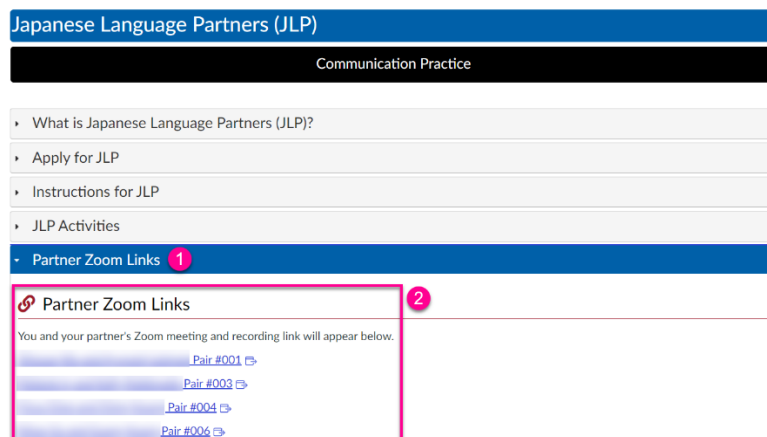 Japanese Language Partners (JLP)
Communication Practice
What is Japanese Language Partners (JLP)?
Apply for JLP
Instructions for JLP
JLP Activities
Partner Zoom Links 1
Partner Zoom Links 2
You and your partner's Zoom meeting and recording link will appear below.
Pair #001
Pair #003
Pair #004
Pair #006